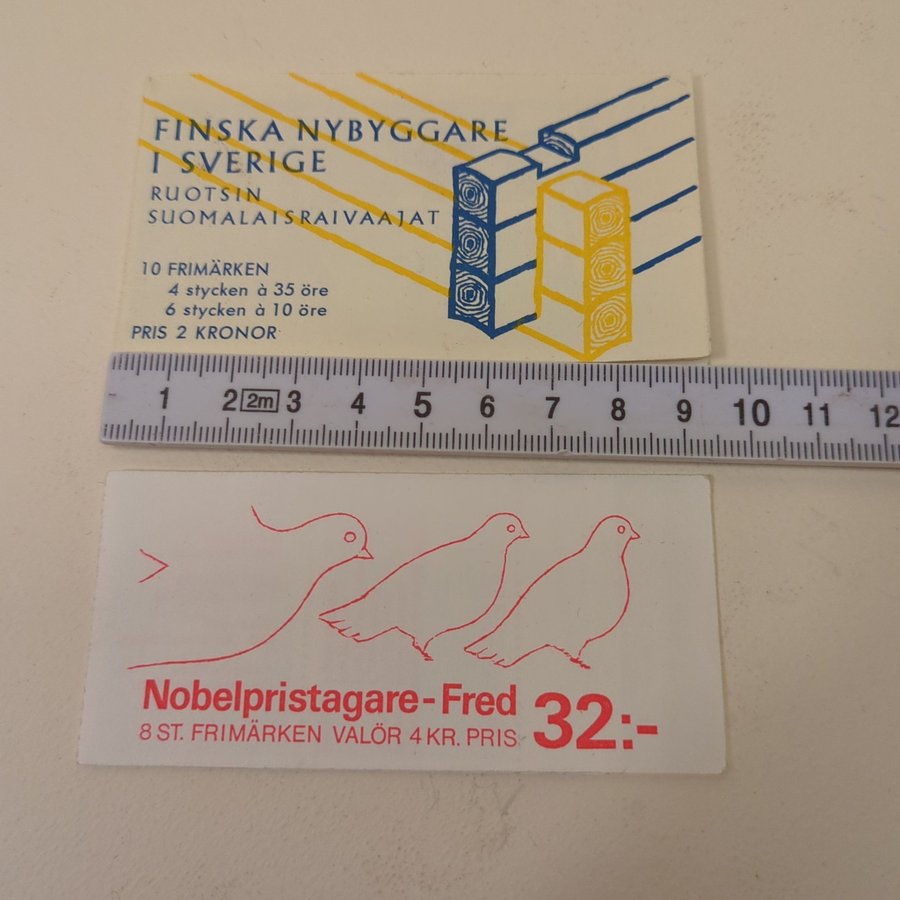 FINSKA NYBYGGARE
I SVERIGE
RUOTSIN
SUOMALAISRAIVAAJAT
10 FRIMÄRKEN
4 stycken à 35 öre
6 stycken à 10 öre
PRIS 2 KRONOR
1 2 2m 3 4 5 6 7 8 9 10 11 12
Nobelpristagare-Fred 32:-
8 ST. FRIMÄRKEN VALÖR 4 KR. PRIS